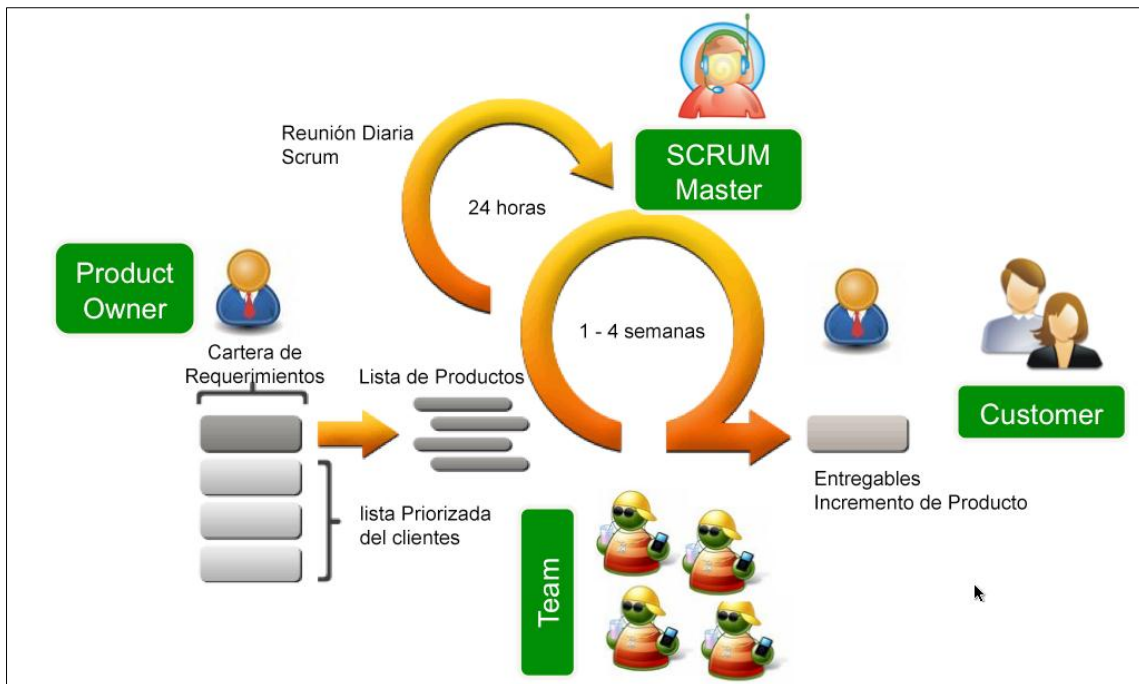 SCRUM
Master
Reunión Diaria
Scrum
24 horas
Product
Owner
1 - 4 semanas
Cartera de
Requerimientos
Lista de Productos
Customer
lista Priorizada
del clientes
Entregables
Incremento de Producto
Team